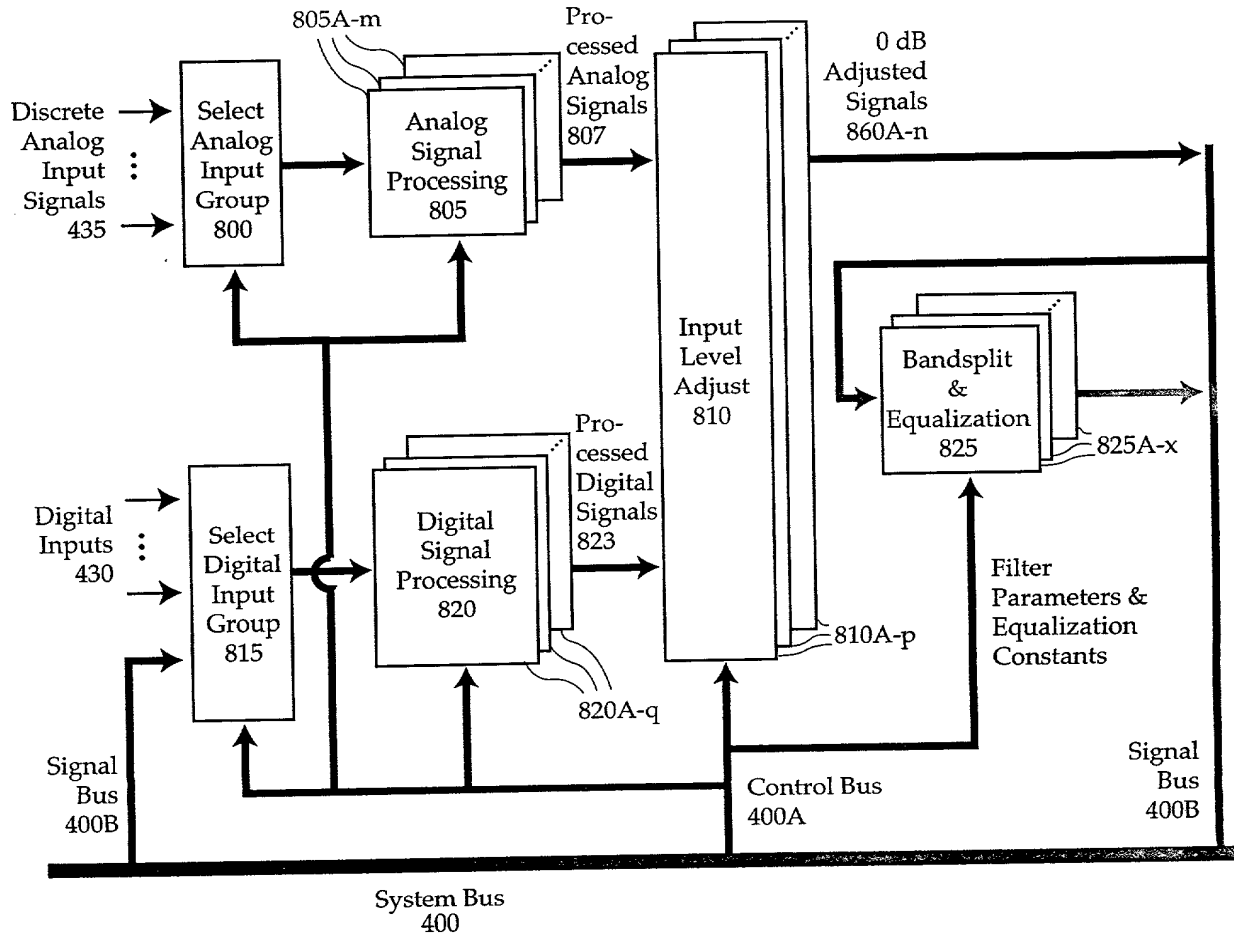 805A-m
Discrete
Analog
Input
Signals
435
Select
Analog
Input
Group
800
Analog
Signal
Processing
805
Pro-
cessed
Analog
Signals
807
0 dB
Adjusted
Signals
860A-n
Input
Level
Adjust
810
Bandsplit
&
Equalization
825
825A-x
Digital
Inputs
430
Select
Digital
Input
Group
815
Digital
Signal
Processing
820
Pro-
cessed
Digital
Signals
823
810A-p
820A-q
Filter
Parameters &
Equalization
Constants
Signal
Bus
400B
Control Bus
400A
Signal
Bus
400B
System Bus
400